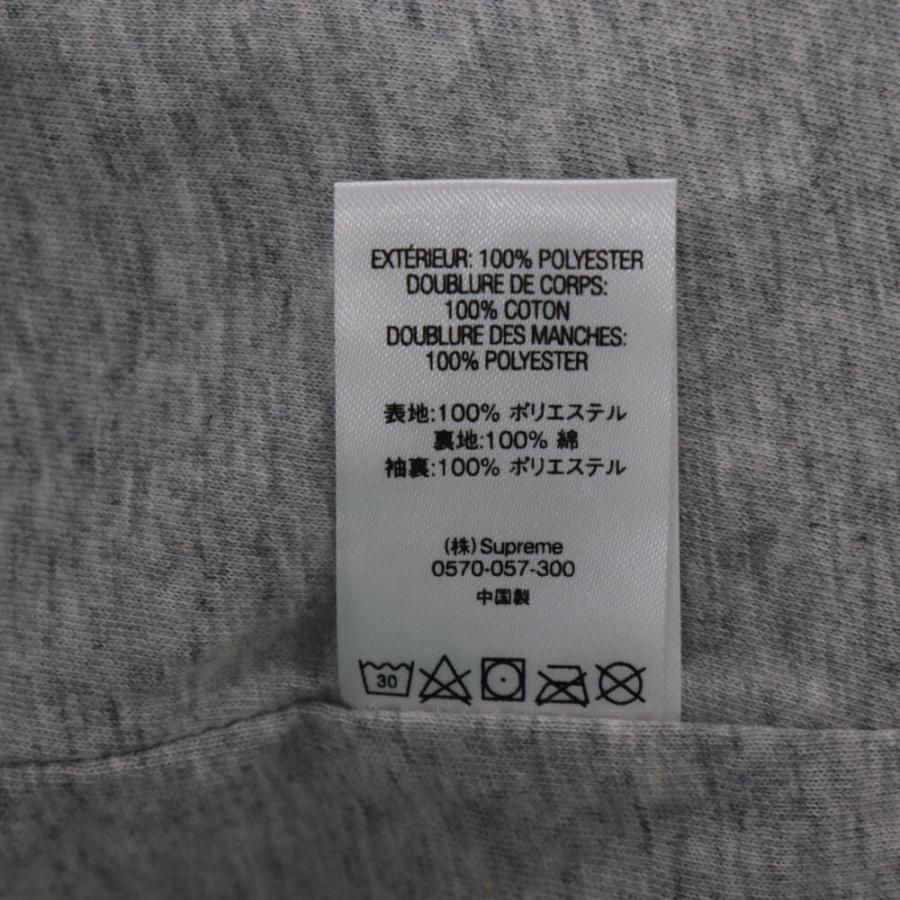 EXTÉRIEUR: 100% POLYESTER
DOUBLURE DE CORPS:
100% COTON
DOUBLURE DES MANCHES:
100% POLYESTER
表地:100% ポリエステル
裏地:100% 綿
袖裏:100% ポリエステル
(株)Supreme
0570-057-300
中国製
30